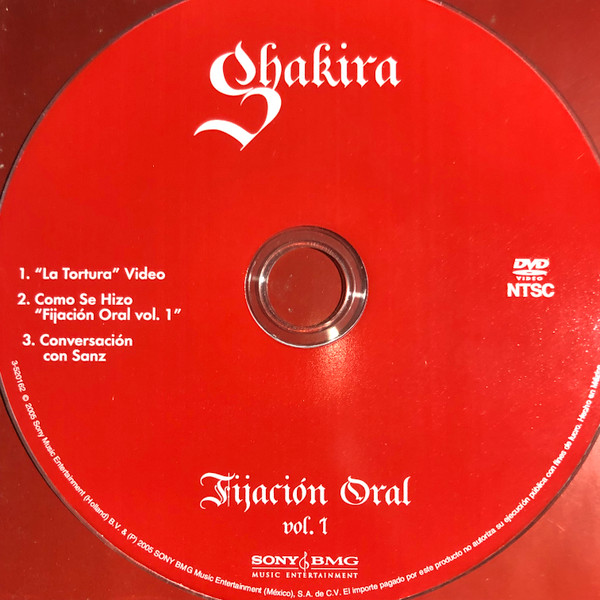 Shakira
1. “La Tortura” Video
2. Como Se Hizo
“Fijación Oral vol. 1”
3. Conversación
con Sanz
DVD
VIDEO
NTSC
Fijación Oral
vol. 1
SONY BMG
MUSIC ENTERTAINMENT
3-520162 © 2005 Sony Music Entertainment (Holland) B.V. & (P) 2005 SONY BMG Music Entertainment (México), S.A. de C.V. El importe pagado por este producto no autoriza su ejecución pública con fines de lucro. Hecho en México